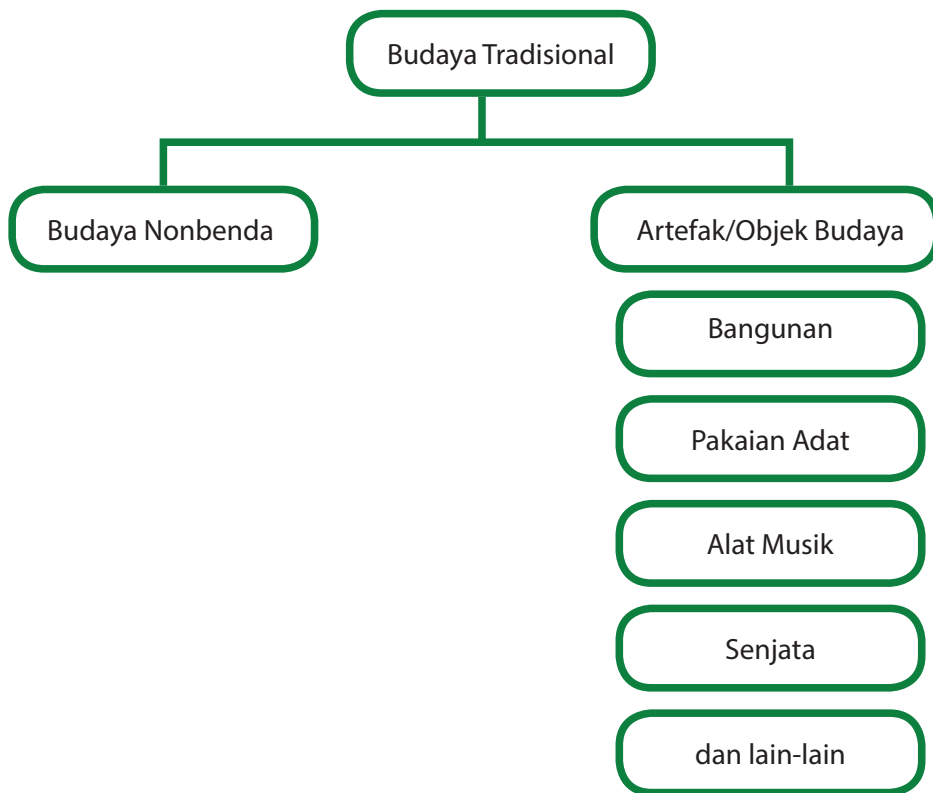 Budaya Tradisional
Budaya Nonbenda
Artefak/Objek Budaya
Bangunan
Pakaian Adat
Alat Musik
Senjata
dan lain-lain